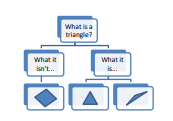 What is a
triangle?
What it
isn't...
What it
is...